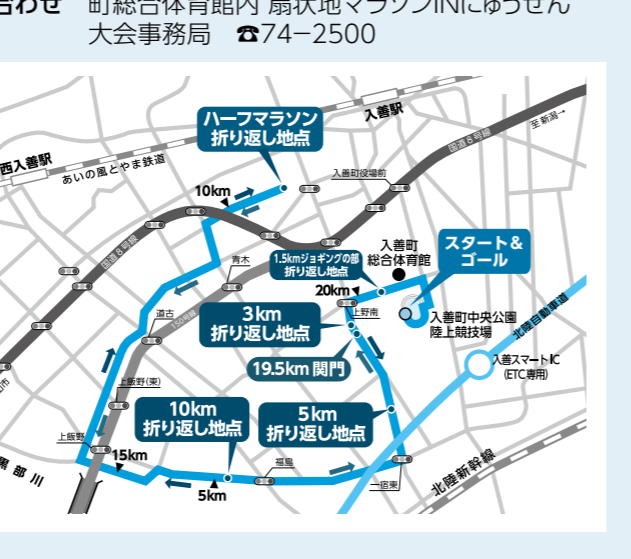 合わせ 町総合体育館内 扇状地マラソンINにゅうぜん
大会事務局 ☎74−2500
ハーフマラソン
折り返し地点
入善駅
国道8号線
至新潟→
西入善駅
あいの風とやま鉄道
入善町役場前
10km
国道8号線
青木
1.5kmジョギングの部
折り返し地点
入善町
総合体育館
スタート&
ゴール
20km
上野南
入善町中央公園
陸上競技場
北陸自動車道
道古
150号線
3km
折り返し地点
19.5km 関門
入善スマートIC
(ETC専用)
上飯野(東)
10km
折り返し地点
5km
折り返し地点
上飯野
15km
福島
5km
一宿東
北陸新幹線
黒部川